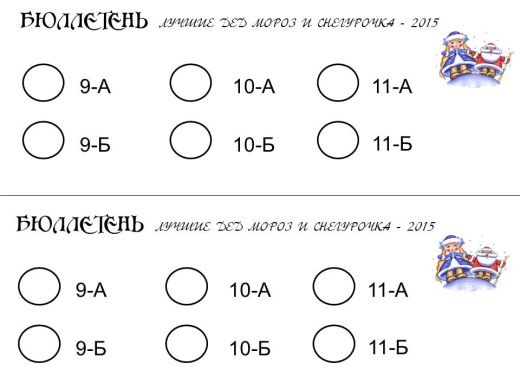 БЮЛЛЕТЕНЬ ЛУЧШИЕ ДЕД МОРОЗ И СНЕГУРОЧКА - 2015
9-А 10-А 11-А
9-Б 10-Б 11-Б
БЮЛЛЕТЕНЬ ЛУЧШИЕ ДЕД МОРОЗ И СНЕГУРОЧКА - 2015
9-А 10-А 11-А
9-Б 10-Б 11-Б